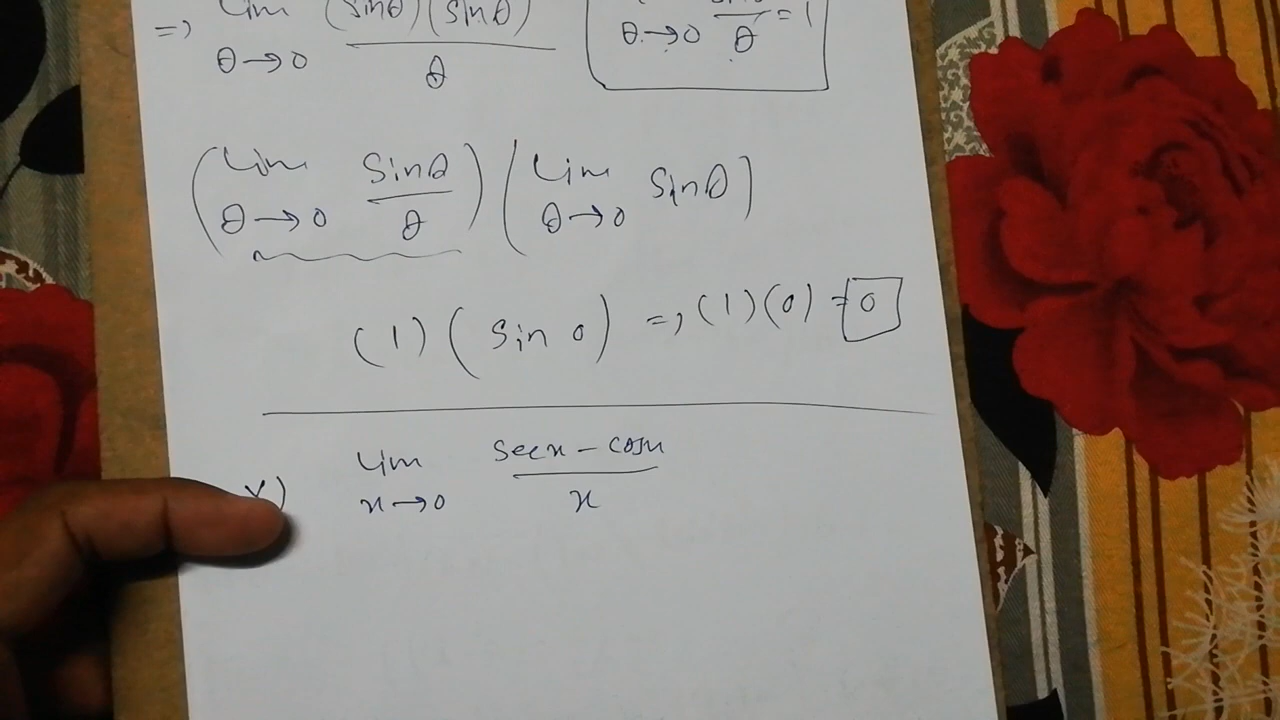 => Lim (sinθ)(sinθ)
θ→0 θ
θ→0 θ = 1
(Lim sinθ) (Lim sinθ)
θ→0 θ θ→0
(1) (sin 0) => (1)(0) = 0
Lim secx - cosx
x→0 x